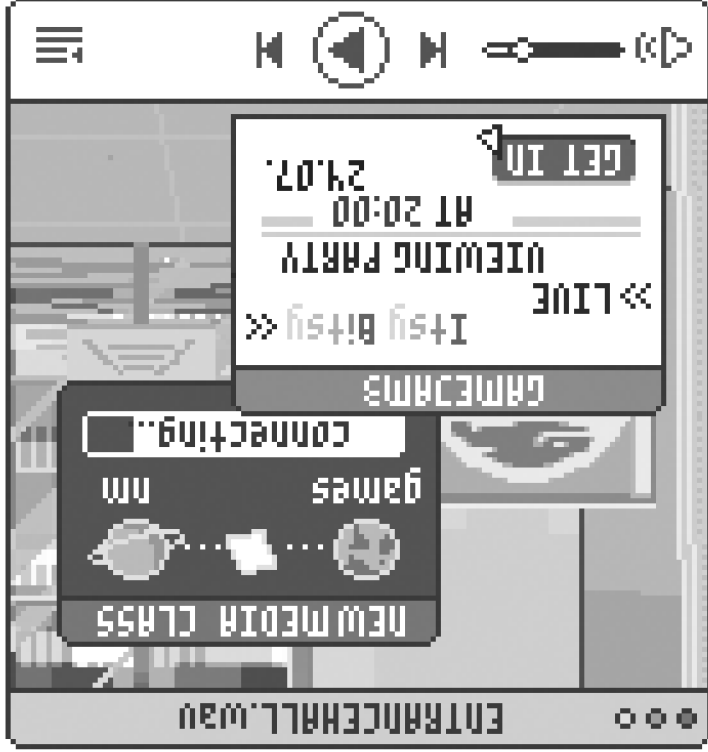 ENTRANCEHALL.wav
NEW MEDIA CLASS
games
nm
connecting..
GAMEJAMS
Itsy Bitsy <<
>> LIVE
VIEWING PARTY
AT 20:00
24.07.
GET IN